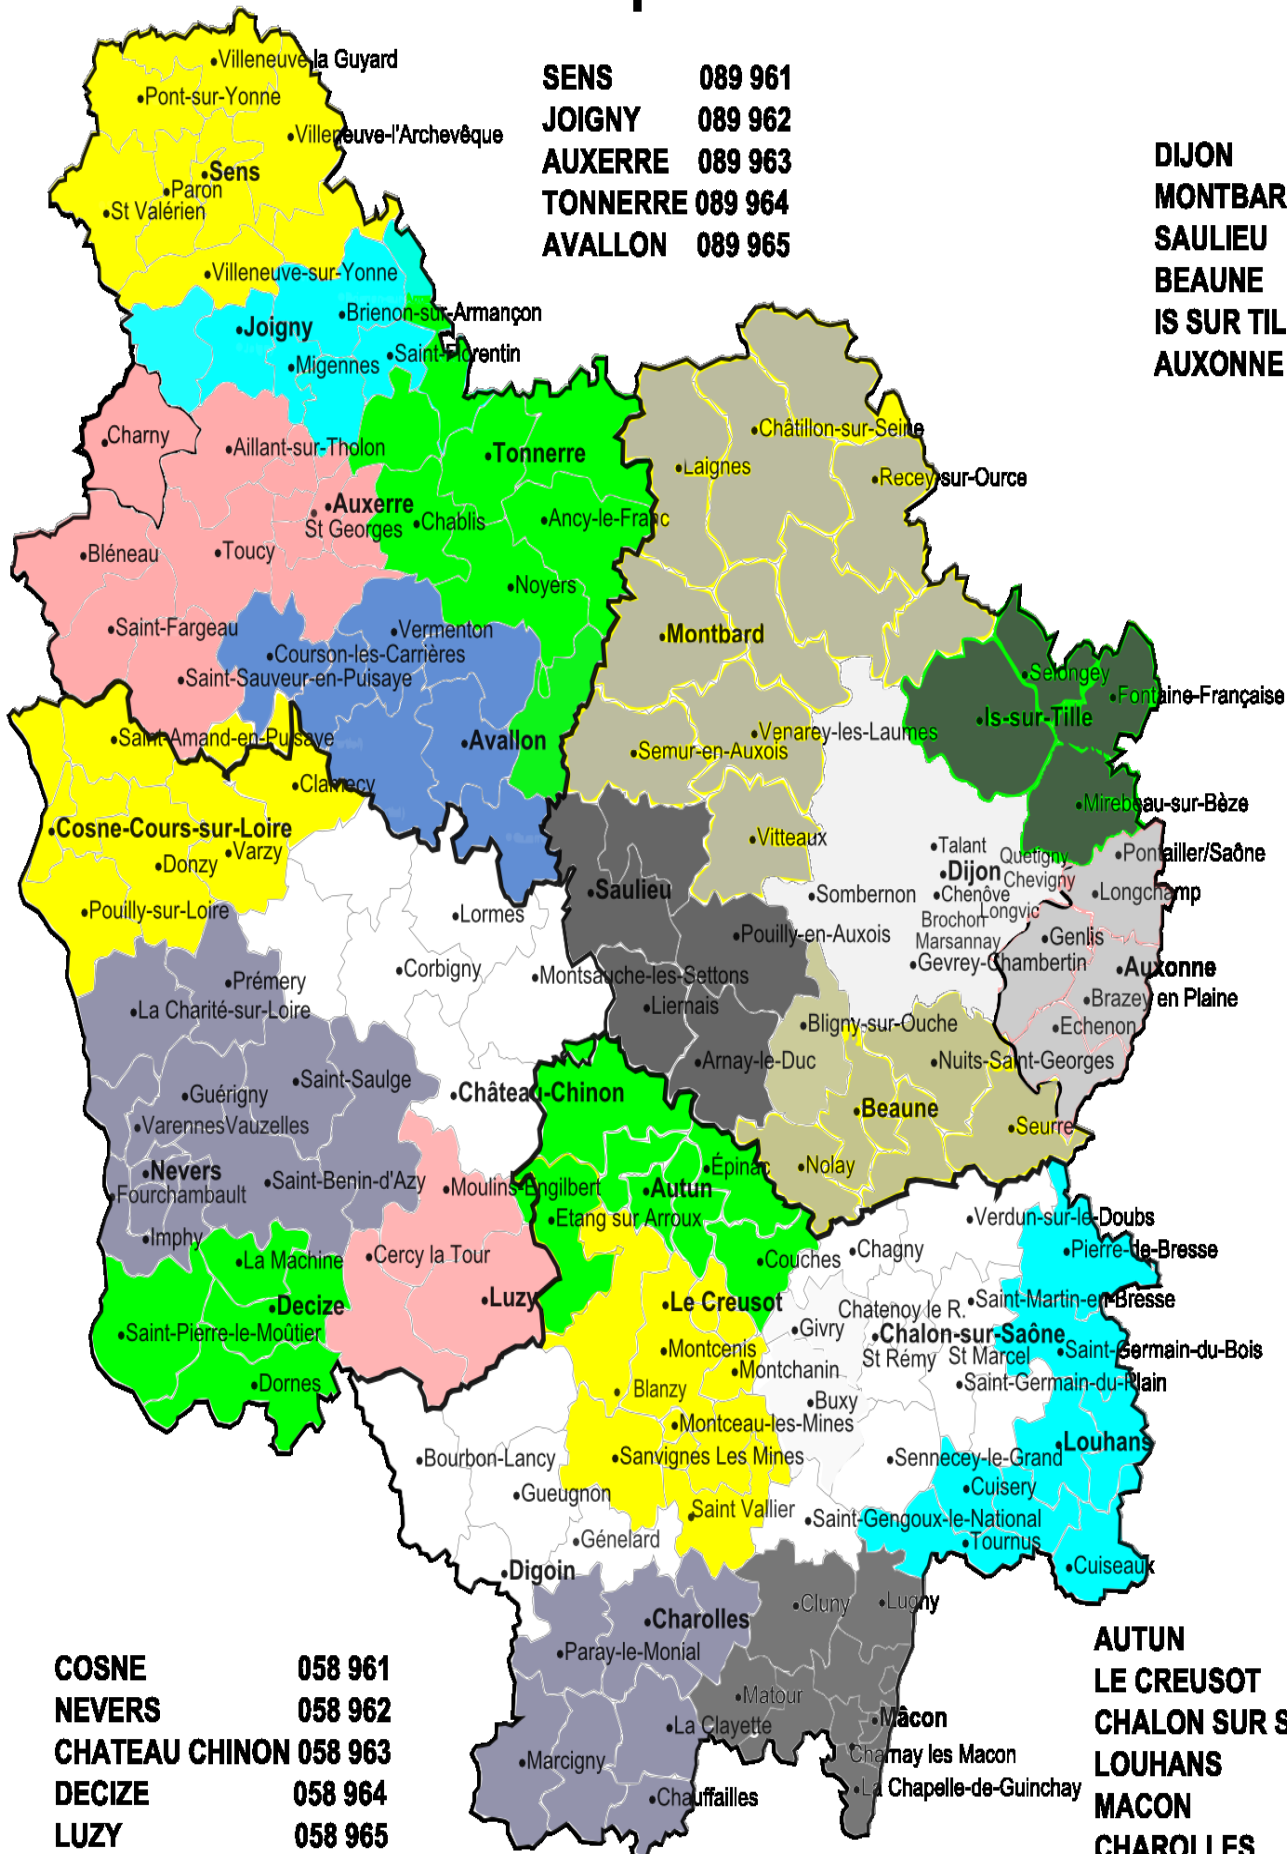 SENS 089 961
JOIGNY 089 962
AUXERRE 089 963
TONNERRE 089 964
AVALLON 089 965
DIJON
MONTBAR
SAULIEU
BEAUNE
IS SUR TIL
AUXONNE
Villeneuve la Guyard
Pont-sur-Yonne
Villeneuve-l'Archevêque
Sens
Paron
St Valérien
Villeneuve-sur-Yonne
Brienon-sur-Armançon
Joigny
Saint-Florentin
Migennes
Charny
Aillant-sur-Tholon
Tonnerre
Châtillon-sur-Seine
Laignes
Recey-sur-Ource
Auxerre
St Georges
Chablis
Ancy-le-Franc
Bléneau
Toucy
Noyers
Saint-Fargeau
Vermenton
Montbard
Courson-les-Carrières
Saint-Sauveur-en-Puisaye
Selongey
Fontaine-Française
Is-sur-Tille
Saint-Amand-en-Puisaye
Avallon
Venarey-les-Laumes
Semur-en-Auxois
Clamecy
Mirebeau-sur-Bèze
Cosne-Cours-sur-Loire
Varzy
Donzy
Vitteaux
Talant
Quetigny
Pontailler/Saône
Dijon
Chevigny
Saulieu
Sombernon
Chenôve
Longchamp
Pouilly-sur-Loire
Lormes
Brochon
Longvic
Pouilly-en-Auxois
Marsannay
Genlis
Gevrey-Chambertin
Corbigny
Montsauche-les-Settons
Auxonne
Prémery
La Charité-sur-Loire
Liernais
Brazey en Plaine
Bligny-sur-Ouche
Echenon
Arnay-le-Duc
Nuits-Saint-Georges
Saint-Saulge
Guérigny
Château-Chinon
Beaune
VarennesVauzelles
Seurre
Nevers
Saint-Benin-d'Azy
Fourchambault
Moulins-Engilbert
Autun
Épinac
Nolay
Etang sur Arroux
Verdun-sur-le-Doubs
Imphy
La Machine
Cercy la Tour
Couches
Chagny
Pierre-de-Bresse
Decize
Luzy
Le Creusot
Chatenoy le R.
Saint-Martin-en-Bresse
Saint-Pierre-le-Moûtier
Givry
Chalon-sur-Saône
Montcenis
St Rémy
St Marcel
Saint-Germain-du-Bois
Montchanin
Dornes
Blanzy
Saint-Germain-du-Plain
Buxy
Montceau-les-Mines
Bourbon-Lancy
Sanvignes Les Mines
Sennecey-le-Grand
Louhans
Gueugnon
Cuisery
Saint Vallier
Saint-Gengoux-le-National
Génelard
Tournus
Digoin
Cuiseaux
Charolles
Cluny
Lugny
Paray-le-Monial
Matour
La Clayette
Mâcon
Marcigny
Charnay les Macon
Chauffailles
La Chapelle-de-Guinchay
COSNE 058 961
NEVERS 058 962
CHATEAU CHINON 058 963
DECIZE 058 964
LUZY 058 965
AUTUN
LE CREUSOT
CHALON SUR S
LOUHANS
MACON
CHAROLLES